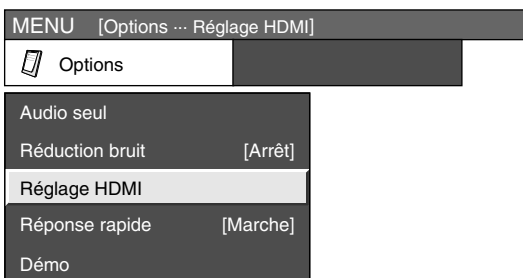 MENU [Options ... Réglage HDMI]
Options
Audio seul
Réduction bruit [Arrêt]
Réglage HDMI
Réponse rapide [Marche]
Démo